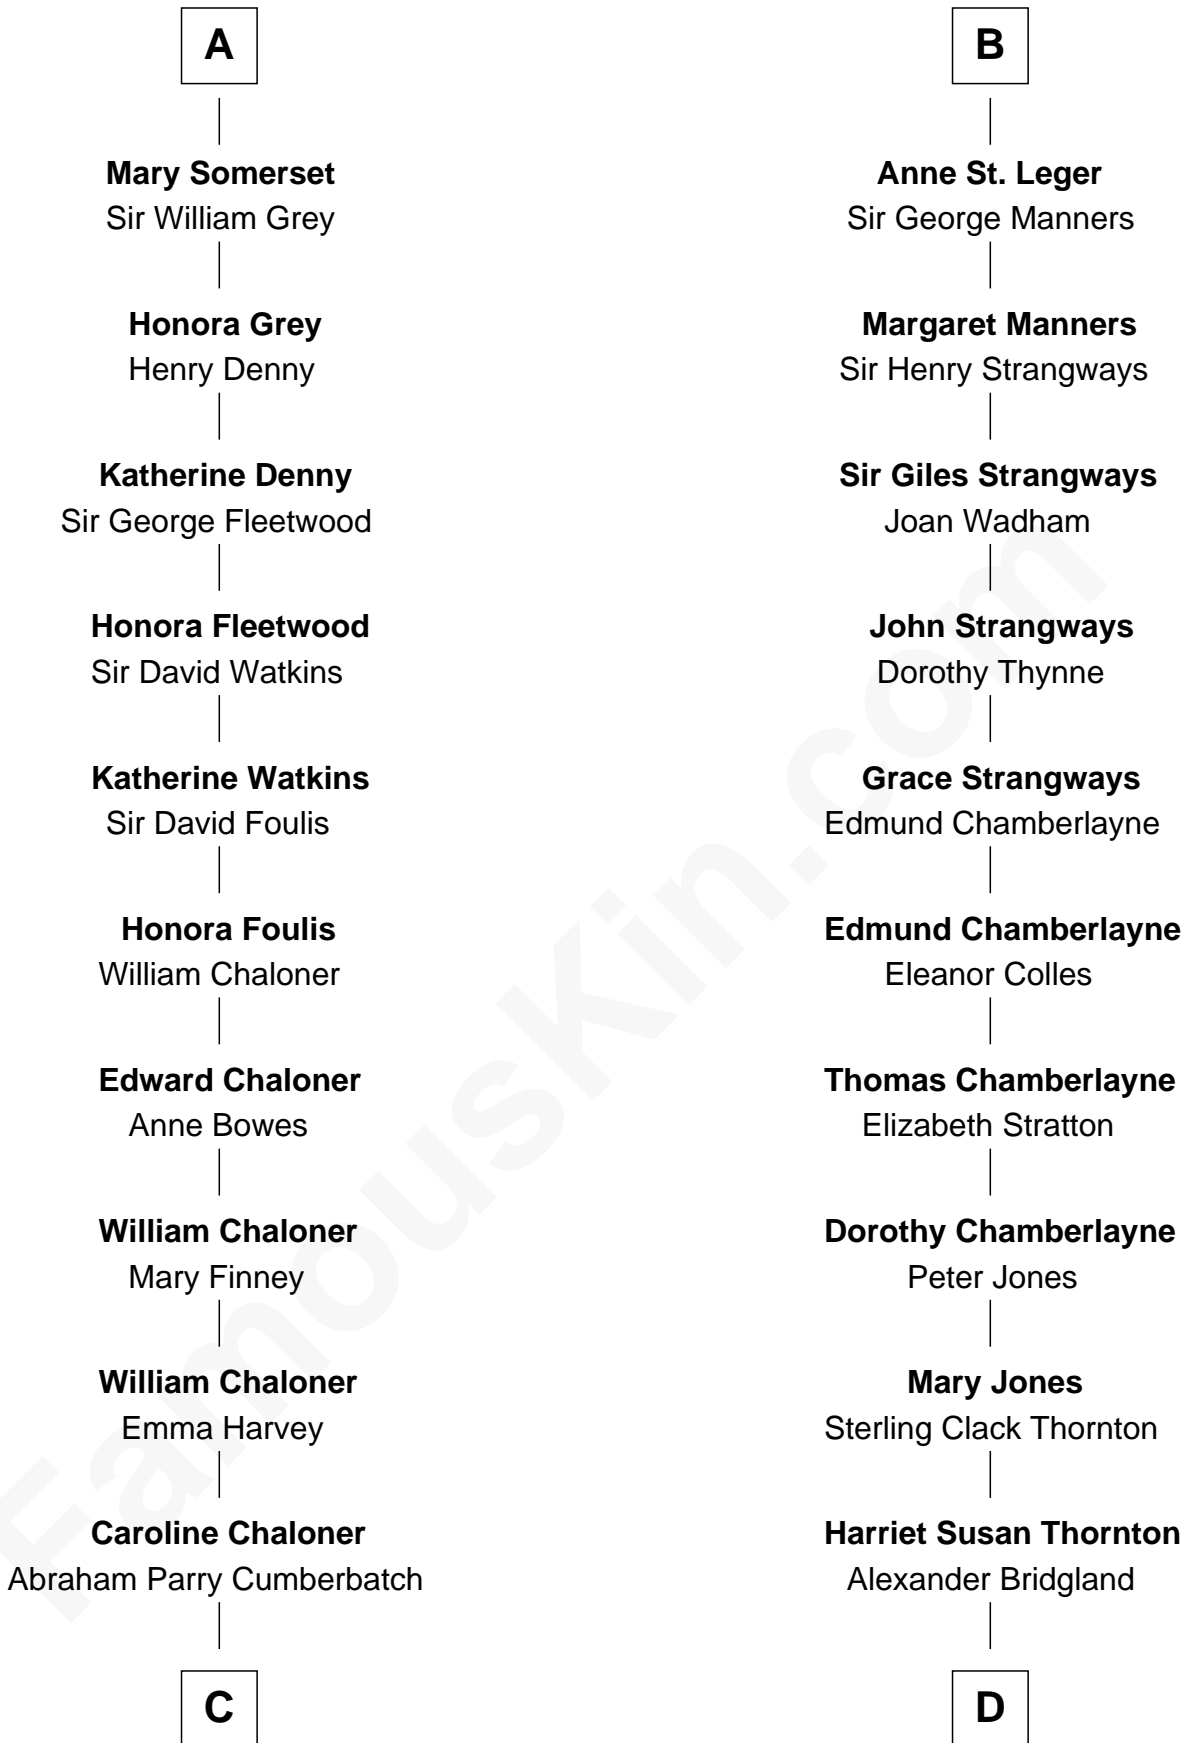 A
Mary Somerset
Sir William Grey
Honora Grey
Henry Denny
Katherine Denny
Sir George Fleetwood
Honora Fleetwood
Sir David Watkins
Katherine Watkins
Sir David Foulis
Honora Foulis
William Chaloner
Edward Chaloner
Anne Bowes
William Chaloner
Mary Finney
William Chaloner
Emma Harvey
Caroline Chaloner
Abraham Parry Cumberbatch
C
B
Anne St. Leger
Sir George Manners
Margaret Manners
Sir Henry Strangways
Sir Giles Strangways
Joan Wadham
John Strangways
Dorothy Thynne
Grace Strangways
Edmund Chamberlayne
Edmund Chamberlayne
Eleanor Colles
Thomas Chamberlayne
Elizabeth Stratton
Dorothy Chamberlayne
Peter Jones
Mary Jones
Sterling Clack Thornton
Harriet Susan Thornton
Alexander Bridgland
D
FamousKin.com